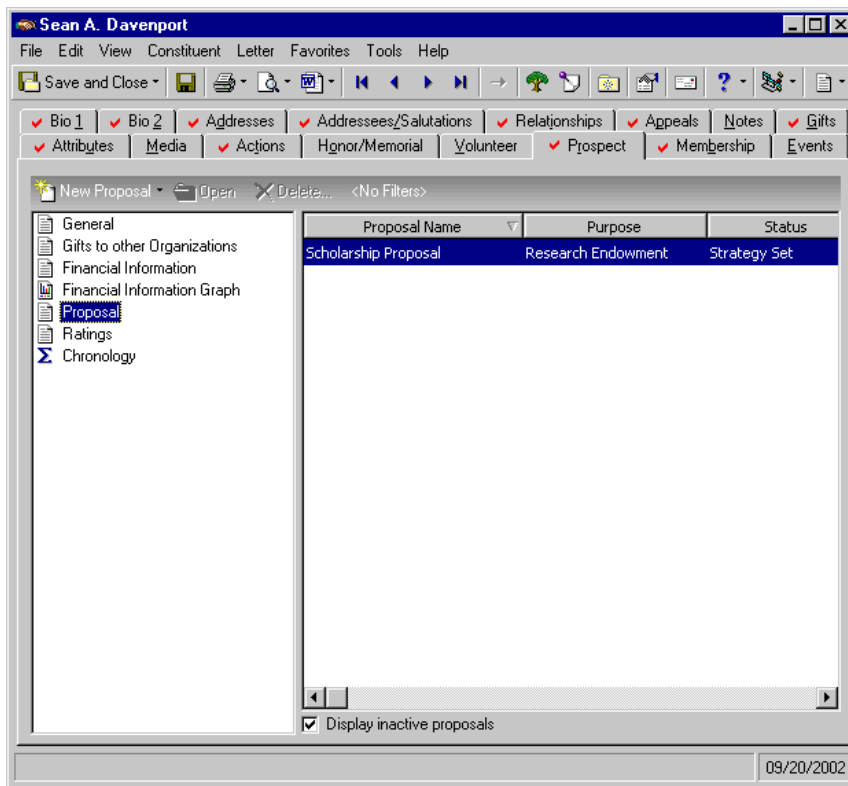 Sean A. Davenport
File Edit View Constituent Letter Favorites Tools Help
Save and Close
Bio 1 Bio 2 Addresses Addressees/Salutations Relationships Appeals Notes Gifts
Attributes Media Actions Honor/Memorial Volunteer Prospect Membership Events
New Proposal Open Delete... <No Filters>
General
Gifts to other Organizations
Financial Information
Financial Information Graph
Proposal
Ratings
Chronology
Proposal Name Purpose Status
Scholarship Proposal Research Endowment Strategy Set
Display inactive proposals
09/20/2002